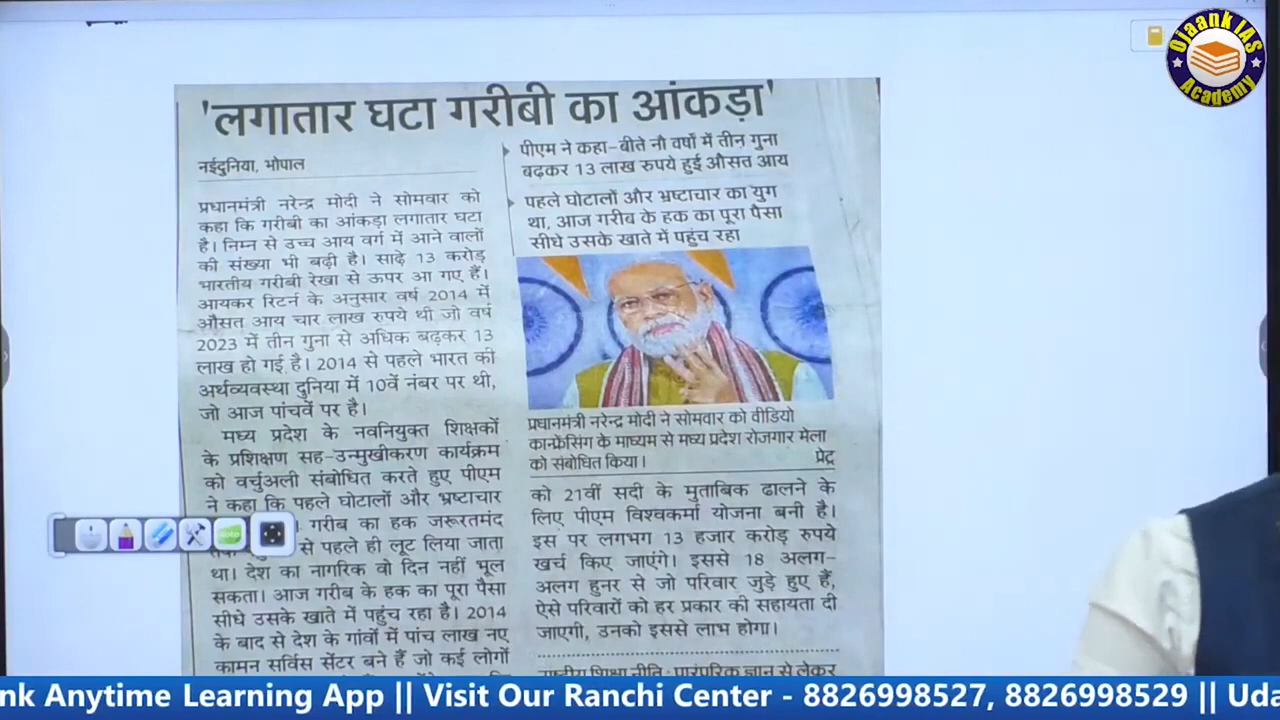 Ojaank IAS
Academy
'लगातार घटा गरीबी का आंकड़ा'
नईदुनिया, भोपाल
प्रधानमंत्री नरेन्द्र मोदी ने सोमवार को
कहा कि गरीबी का आंकड़ा लगातार घटा
है। निम्न से उच्च आय वर्ग में आने वालों
की संख्या भी बढ़ी है। साढ़े 13 करोड़
भारतीय गरीबी रेखा से ऊपर आ गए हैं।
आयकर रिटर्न के अनुसार वर्ष 2014 में
औसत आय चार लाख रुपये थी जो वर्ष
2023 में तीन गुना से अधिक बढ़कर 13
लाख हो गई है। 2014 से पहले भारत की
अर्थव्यवस्था दुनिया में 10वें नंबर पर थी,
जो आज पांचवें पर है।
मध्य प्रदेश के नवनियुक्त शिक्षकों
के प्रशिक्षण सह-उन्मुखीकरण कार्यक्रम
को वर्चुअली संबोधित करते हुए पीएम
ने कहा कि पहले घोटालों और भ्रष्टाचार
गरीब का हक जरूरतमंद
से पहले ही लूट लिया जाता
था। देश का नागरिक वो दिन नहीं भूल
सकता। आज गरीब के हक का पूरा पैसा
सीधे उसके खाते में पहुंच रहा है। 2014
के बाद से देश के गांवों में पांच लाख नए
कामन सर्विस सेंटर बने हैं जो कई लोगों
पीएम ने कहा-बीते नौ वर्षों में तीन गुना
बढ़कर 13 लाख रुपये हुई औसत आय
पहले घोटालों और भ्रष्टाचार का युग
था, आज गरीब के हक का पूरा पैसा
सीधे उसके खाते में पहुंच रहा
प्रधानमंत्री नरेन्द्र मोदी ने सोमवार को वीडियो
कान्फ्रेंसिंग के माध्यम से मध्य प्रदेश रोजगार मेला
को संबोधित किया। प्रेट्र
को 21वीं सदी के मुताबिक ढालने के
लिए पीएम विश्वकर्मा योजना बनी है।
इस पर लगभग 13 हजार करोड़ रुपये
खर्च किए जाएंगे। इससे 18 अलग-
अलग हुनर से जो परिवार जुड़े हुए हैं,
ऐसे परिवारों को हर प्रकार की सहायता दी
जाएगी, उनको इससे लाभ होगा।
राष्ट्रीय शिक्षा नीति: पारंपरिक ज्ञान से लेकर
nk Anytime Learning App || Visit Our Ranchi Center - 8826998527, 8826998529 || Uda